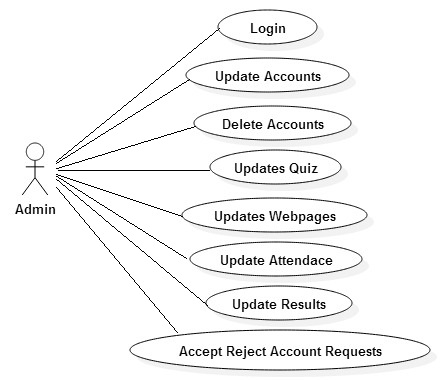 Login
Update Accounts
Delete Accounts
Updates Quiz
Admin
Updates Webpages
Update Attendace
Update Results
Accept Reject Account Requests